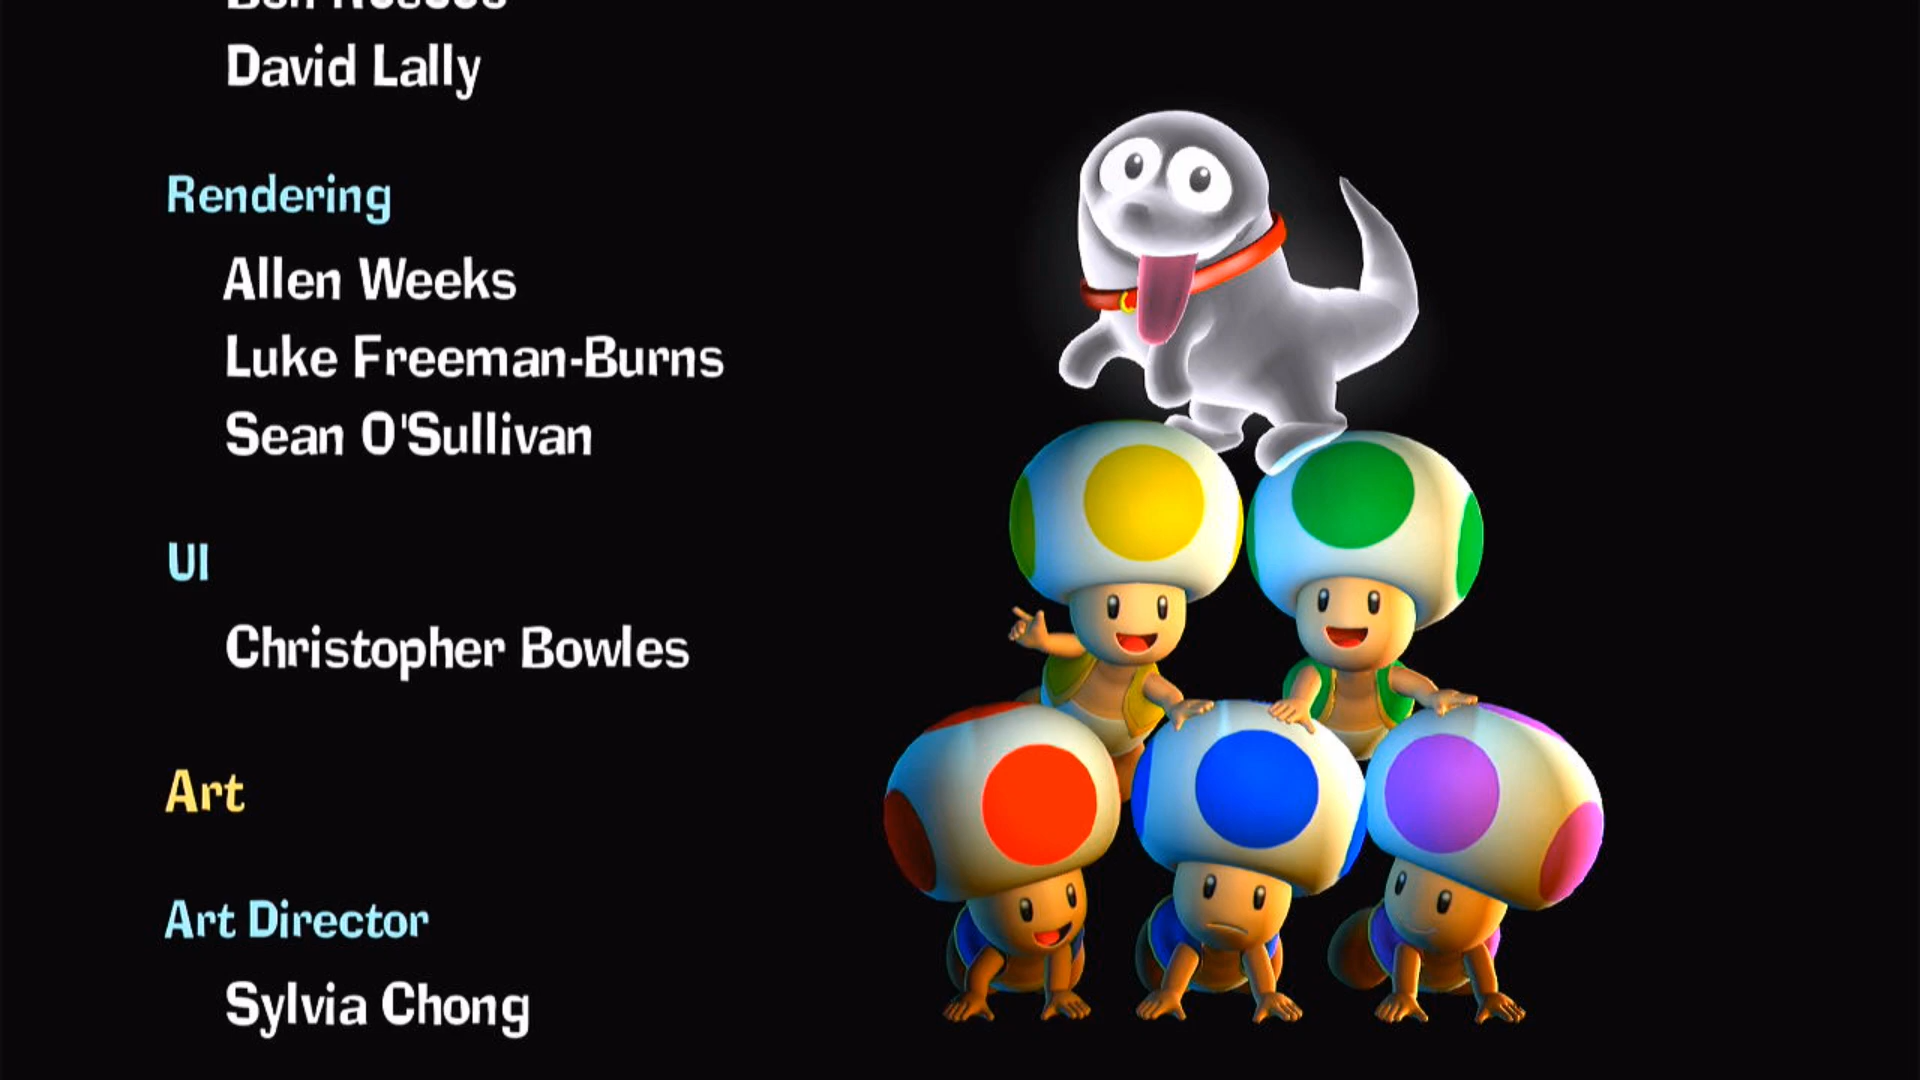 David Lally
Rendering
Allen Weeks
Luke Freeman-Burns
Sean O'Sullivan
UI
Christopher Bowles
Art
Art Director
Sylvia Chong